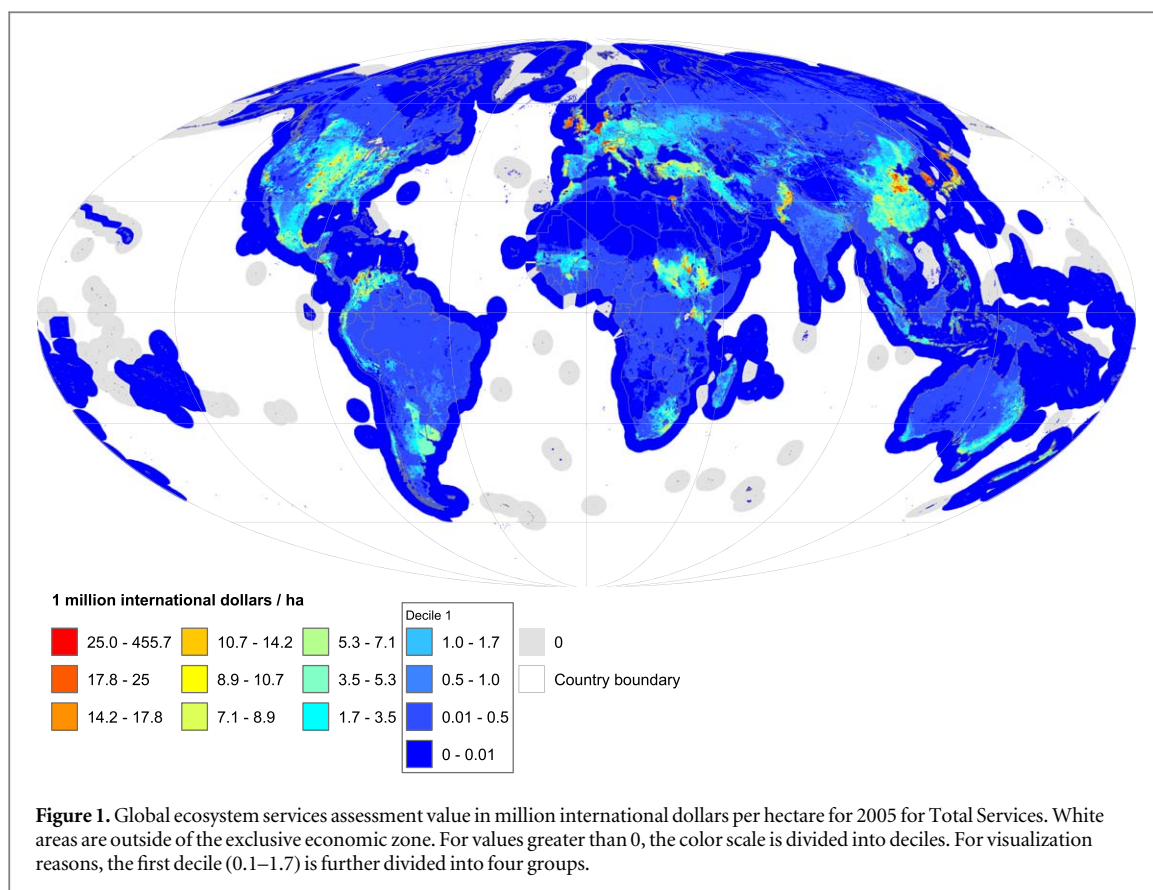 1 million international dollars / ha
25.0 - 455.7
17.8 - 25
14.2 - 17.8
10.7 - 14.2
8.9 - 10.7
7.1 - 8.9
5.3 - 7.1
3.5 - 5.3
1.7 - 3.5
Decile 1
1.0 - 1.7
0.5 - 1.0
0.01 - 0.5
0 - 0.01
0
Country boundary
Figure 1. Global ecosystem services assessment value in million international dollars per hectare for 2005 for Total Services. White
areas are outside of the exclusive economic zone. For values greater than 0, the color scale is divided into deciles. For visualization
reasons, the first decile (0.1–1.7) is further divided into four groups.